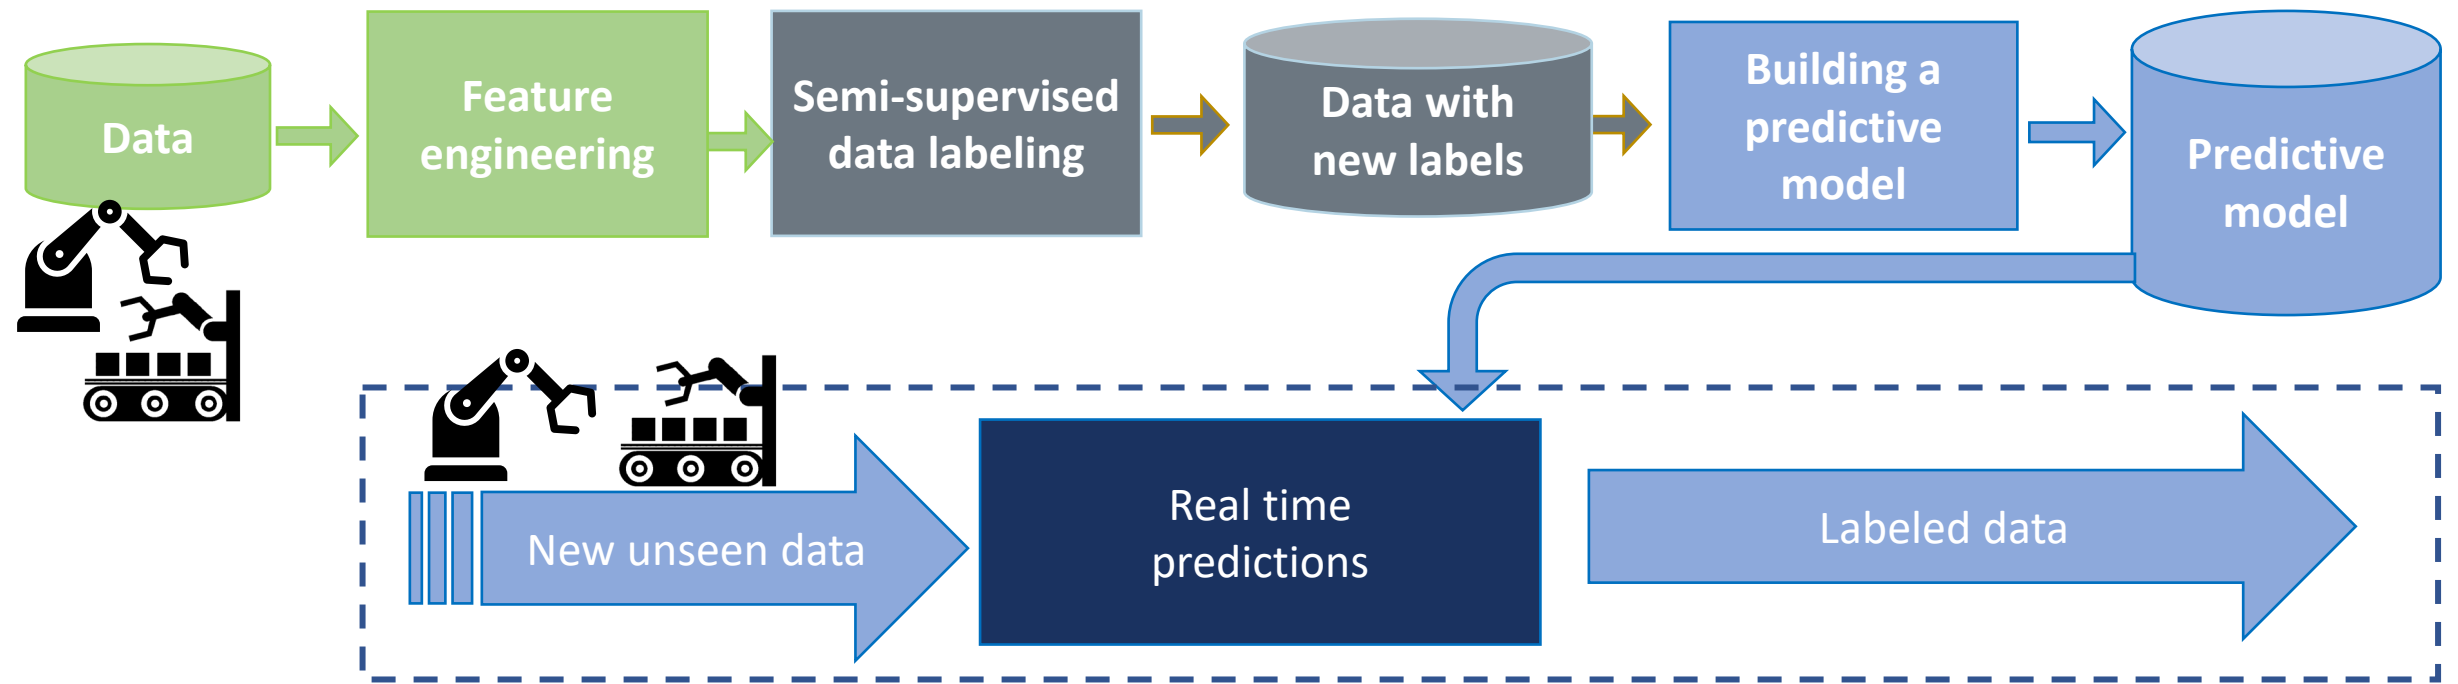 Data
Feature
engineering
Semi-supervised
data labeling
Data with
new labels
Building a
predictive
model
Predictive
model
New unseen data
Real time
predictions
Labeled data